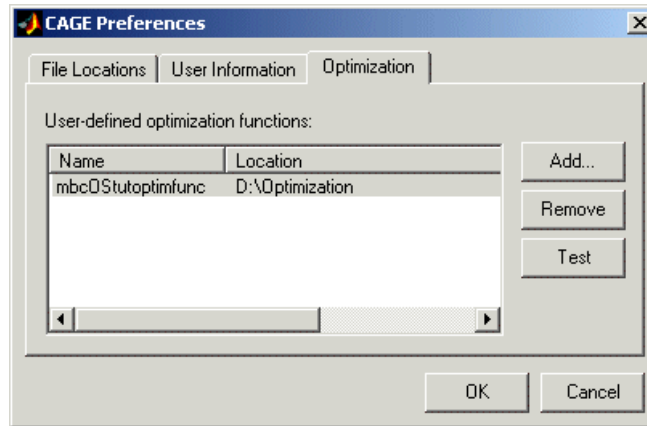 CAGE Preferences
File Locations User Information Optimization
User-defined optimization functions:
Name Location
mbcOStutoptimfunc D:\Optimization
Add...
Remove
Test
OK Cancel